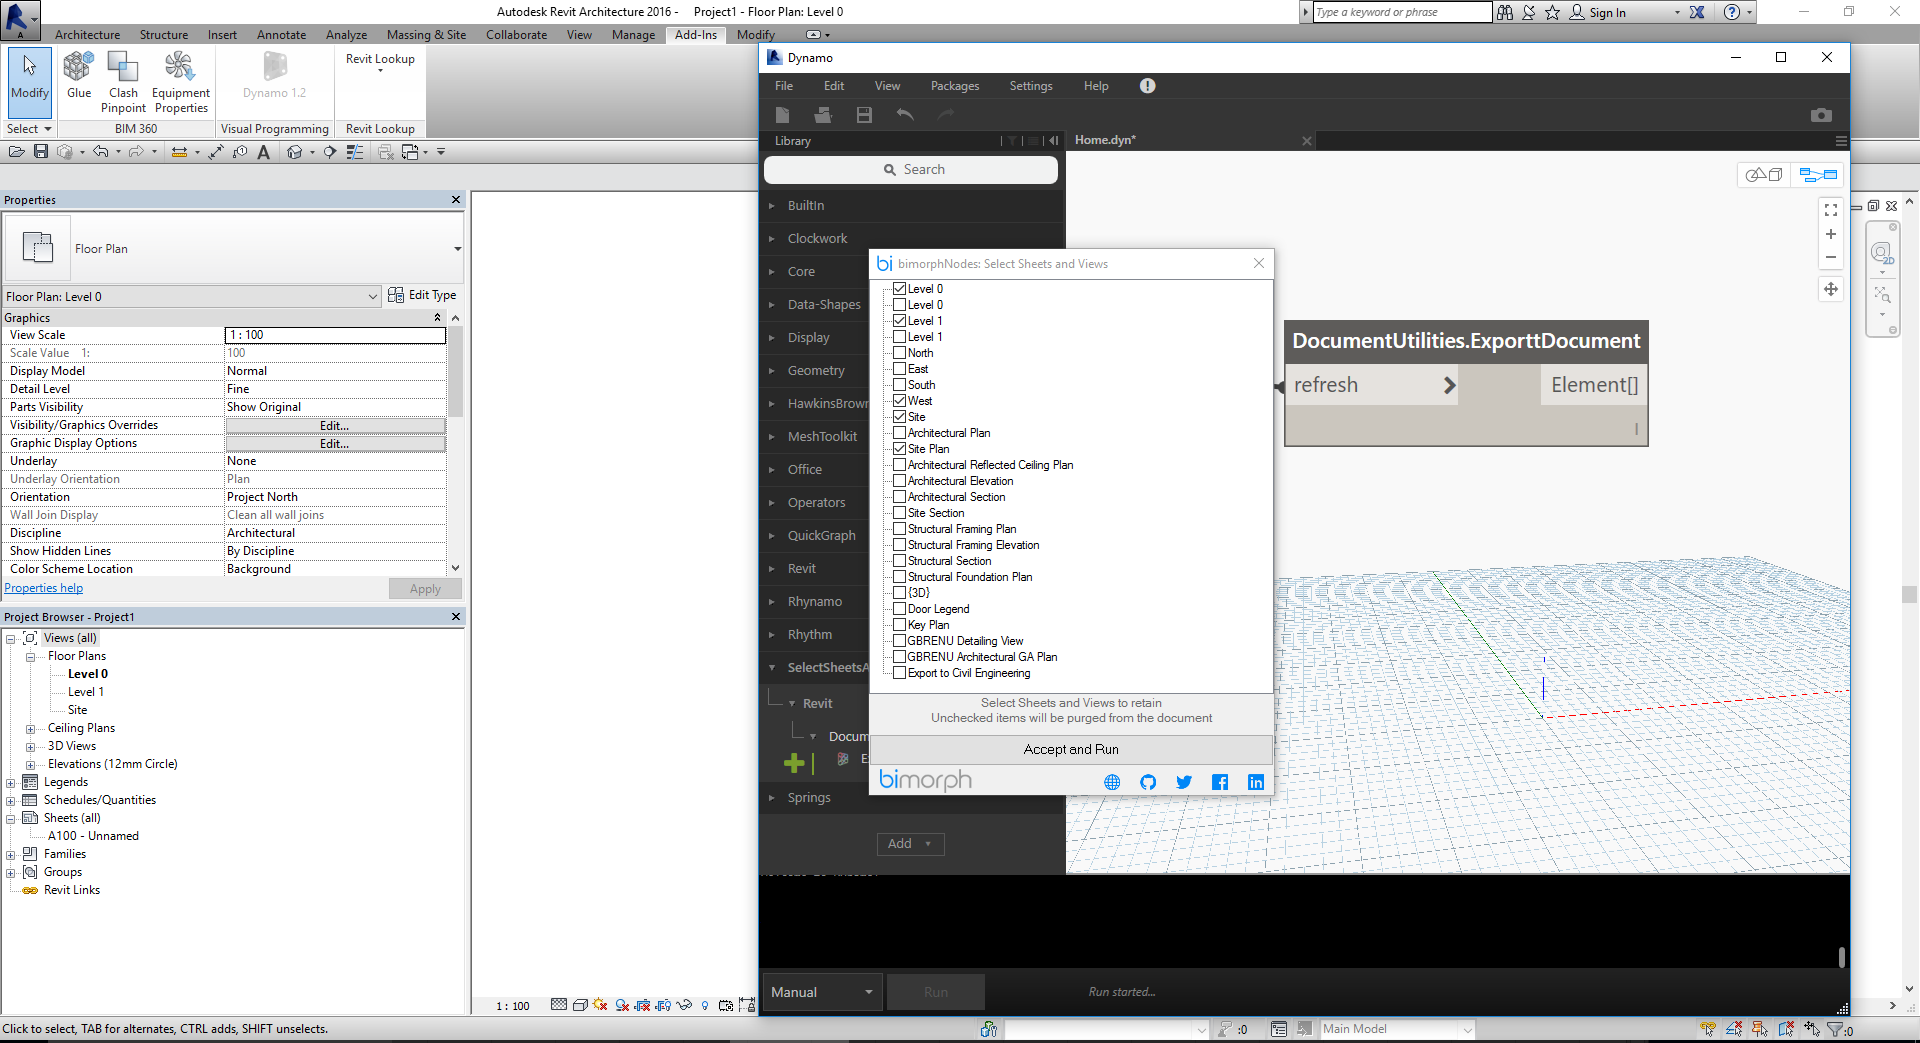 Autodesk Revit Architecture 2016 -     Project1 - Floor Plan: Level 0
Type a keyword or phrase
Sign In
A
Architecture
Structure
Insert
Annotate
Analyze
Massing & Site
Collaborate
View
Manage
Add-Ins
Modify
Modify
Glue
Clash
Pinpoint
Equipment
Properties
Dynamo 1.2
Revit Lookup
Select
BIM 360
Visual Programming
Revit Lookup
Properties
Floor Plan
Floor Plan: Level 0
Edit Type
Graphics
View Scale 1 : 100
Scale Value 1: 100
Display Model Normal
Detail Level Fine
Parts Visibility Show Original
Visibility/Graphics Overrides Edit...
Graphic Display Options Edit...
Underlay None
Underlay Orientation Plan
Orientation Project North
Wall Join Display Clean all wall joins
Discipline Architectural
Show Hidden Lines By Discipline
Color Scheme Location Background
Properties help
Apply
Project Browser - Project1
Views (all)
Floor Plans
Level 0
Level 1
Site
Ceiling Plans
3D Views
Elevations (12mm Circle)
Legends
Schedules/Quantities
Sheets (all)
A100 - Unnamed
Families
Groups
Revit Links
1 : 100
Click to select, TAB for alternates, CTRL adds, SHIFT unselects.
:0
Main Model
:0
2D
Dynamo
File
Edit
View
Packages
Settings
Help
Library
Home.dyn*
Search
BuiltIn
Clockwork
Core
Data-Shapes
Display
Geometry
HawkinsBrown
MeshToolkit
Office
Operators
QuickGraph
Revit
Rhynamo
Rhythm
SelectSheetsA
Revit
Docum
E
Springs
Add
Manual
Run
Run started...
DocumentUtilities.ExporttDocument
refresh
Element[]
bi bimorphNodes: Select Sheets and Views
Level 0
Level 0
Level 1
Level 1
North
East
South
West
Site
Architectural Plan
Site Plan
Architectural Reflected Ceiling Plan
Architectural Elevation
Architectural Section
Site Section
Structural Framing Plan
Structural Framing Elevation
Structural Section
Structural Foundation Plan
{3D}
Door Legend
Key Plan
GBRENU Detailing View
GBRENU Architectural GA Plan
Export to Civil Engineering
Select Sheets and Views to retain
Unchecked items will be purged from the document
Accept and Run
bimorph